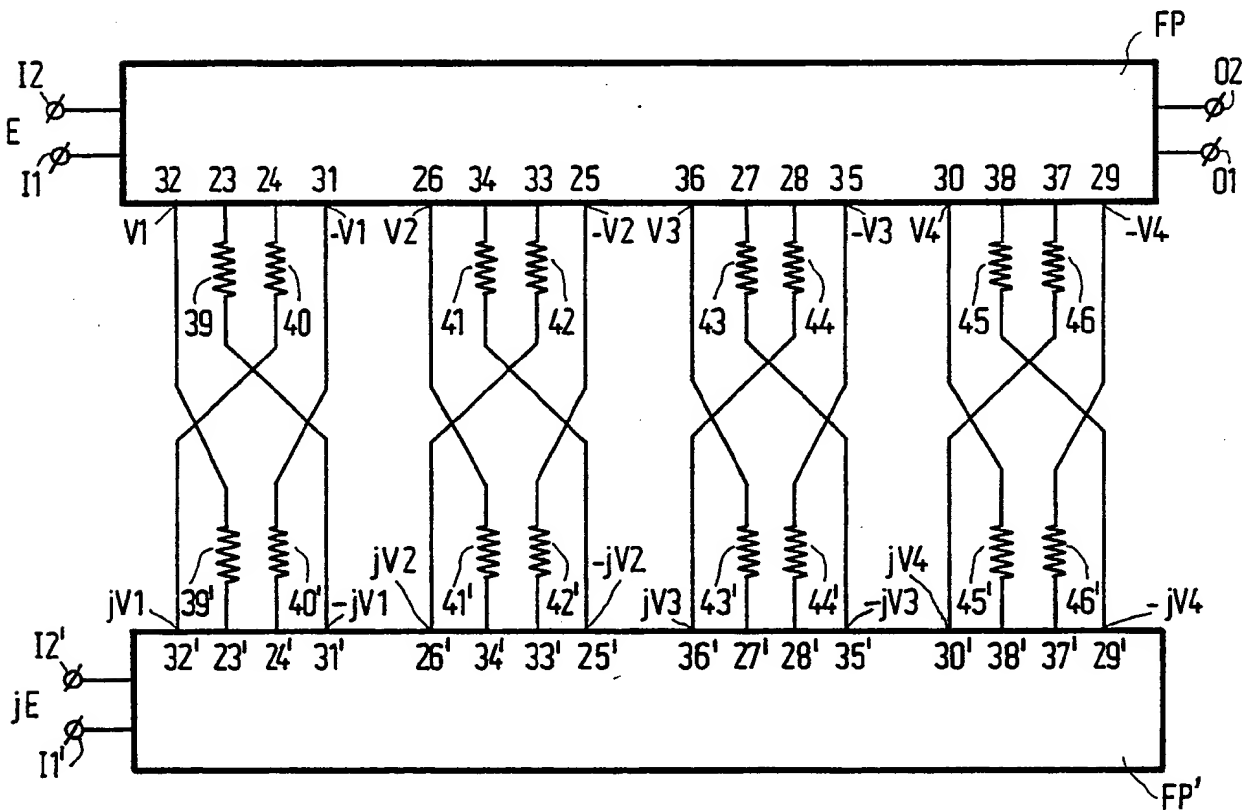 FP
I2
O2
E
I1
O1
32 23 24 31 26 34 33 25 36 27 28 35 30 38 37 29
V1 -V1 V2 -V2 V3 -V3 V4 -V4
39 40 41 42 43 44 45 46
jV1 39' 40' -jV1 jV2 41' 42' -jV2 jV3 43' 44' -jV3 jV4 45' 46' -jV4
32' 23' 24' 31' 26' 34' 33' 25' 36' 27' 28' 35' 30' 38' 37' 29'
I2'
jE
I1'
FP'